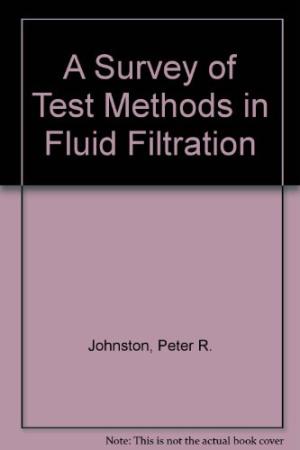 A Survey of
Test Methods in
Fluid Filtration
Johnston, Peter R.
Note: This is not the actual book cover